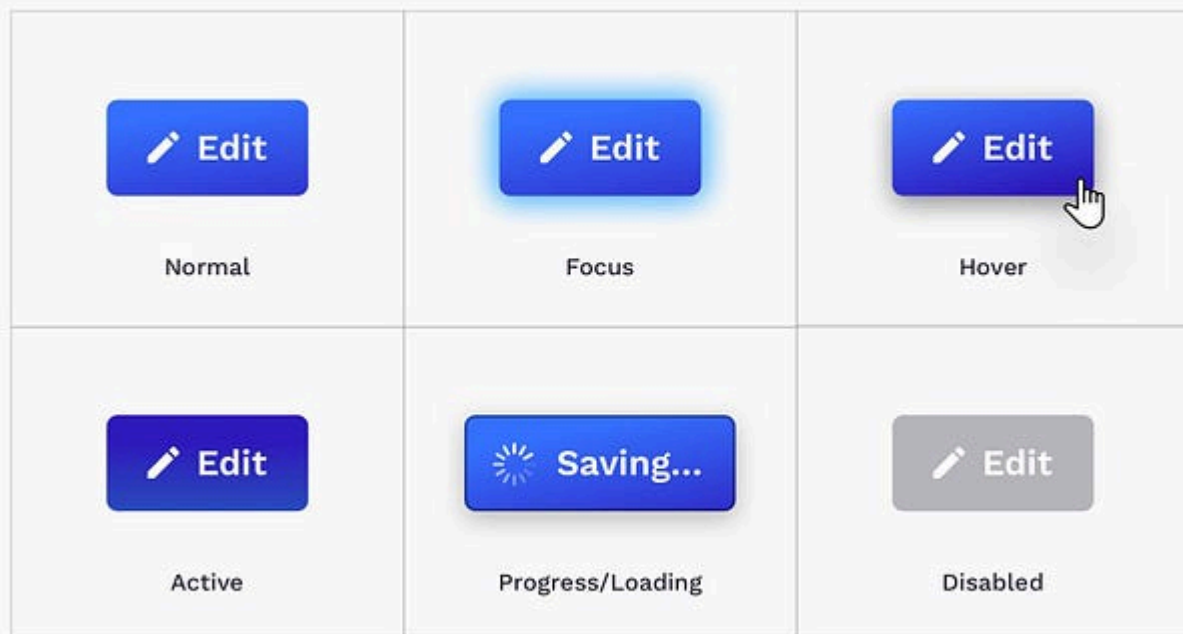 Edit
Edit
Edit
Normal
Focus
Hover
Edit
Saving...
Edit
Active
Progress/Loading
Disabled